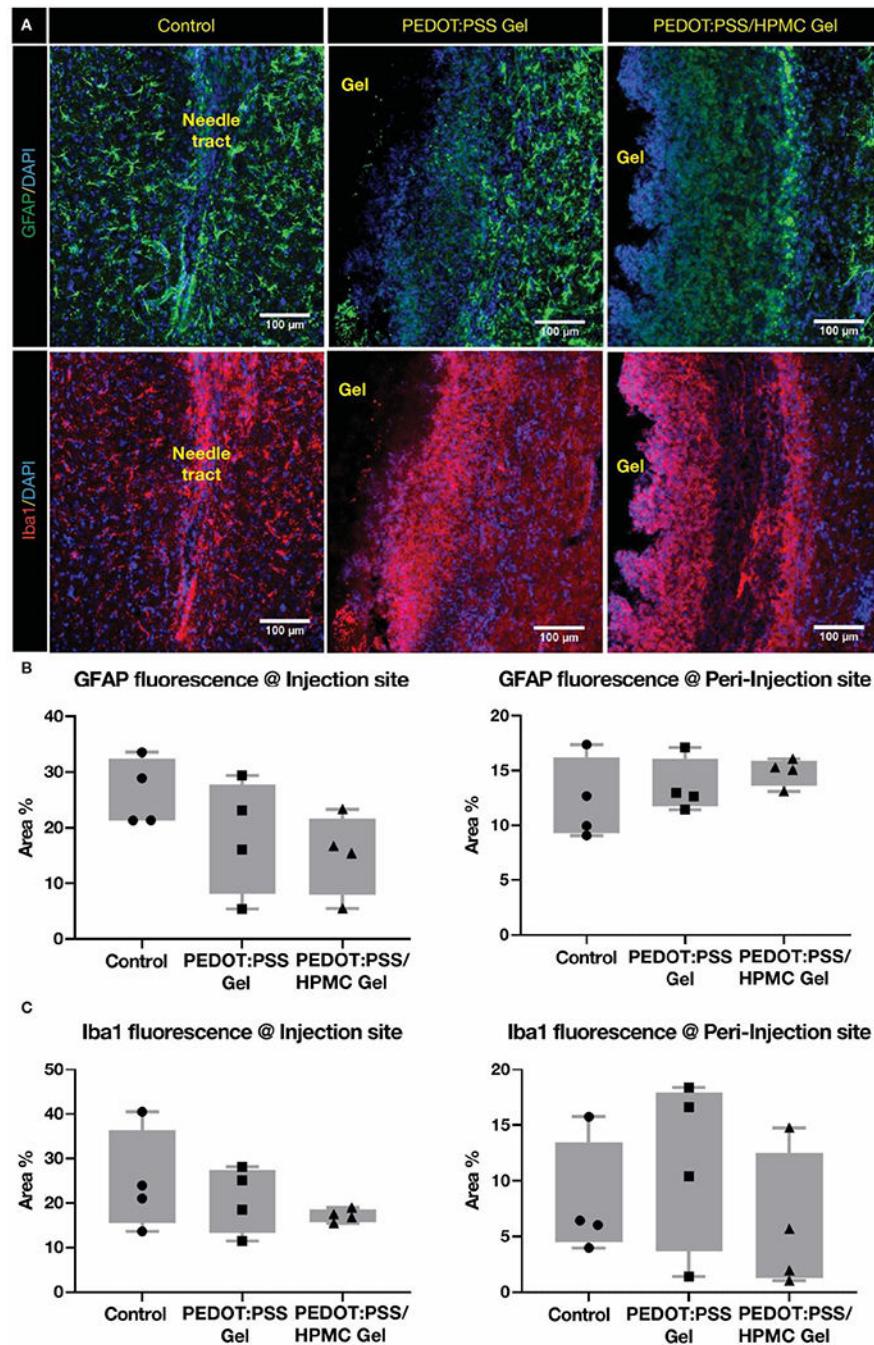 A
Control
PEDOT:PSS Gel
PEDOT:PSS/HPMC Gel
GFAP/DAPI
Needle
tract
100 µm
Gel
100 µm
Gel
100 µm
Iba1/DAPI
Needle
tract
100 µm
Gel
100 µm
Gel
100 µm
B
GFAP fluorescence @ Injection site
Area %
40
30
20
10
0
Control
PEDOT:PSS
Gel
PEDOT:PSS/
HPMC Gel
GFAP fluorescence @ Peri-Injection site
Area %
20
15
10
5
0
Control
PEDOT:PSS
Gel
PEDOT:PSS/
HPMC Gel
C
Iba1 fluorescence @ Injection site
Area %
50
40
30
20
10
0
Control
PEDOT:PSS
Gel
PEDOT:PSS/
HPMC Gel
Iba1 fluorescence @ Peri-Injection site
Area %
20
15
10
5
0
Control
PEDOT:PSS
Gel
PEDOT:PSS/
HPMC Gel